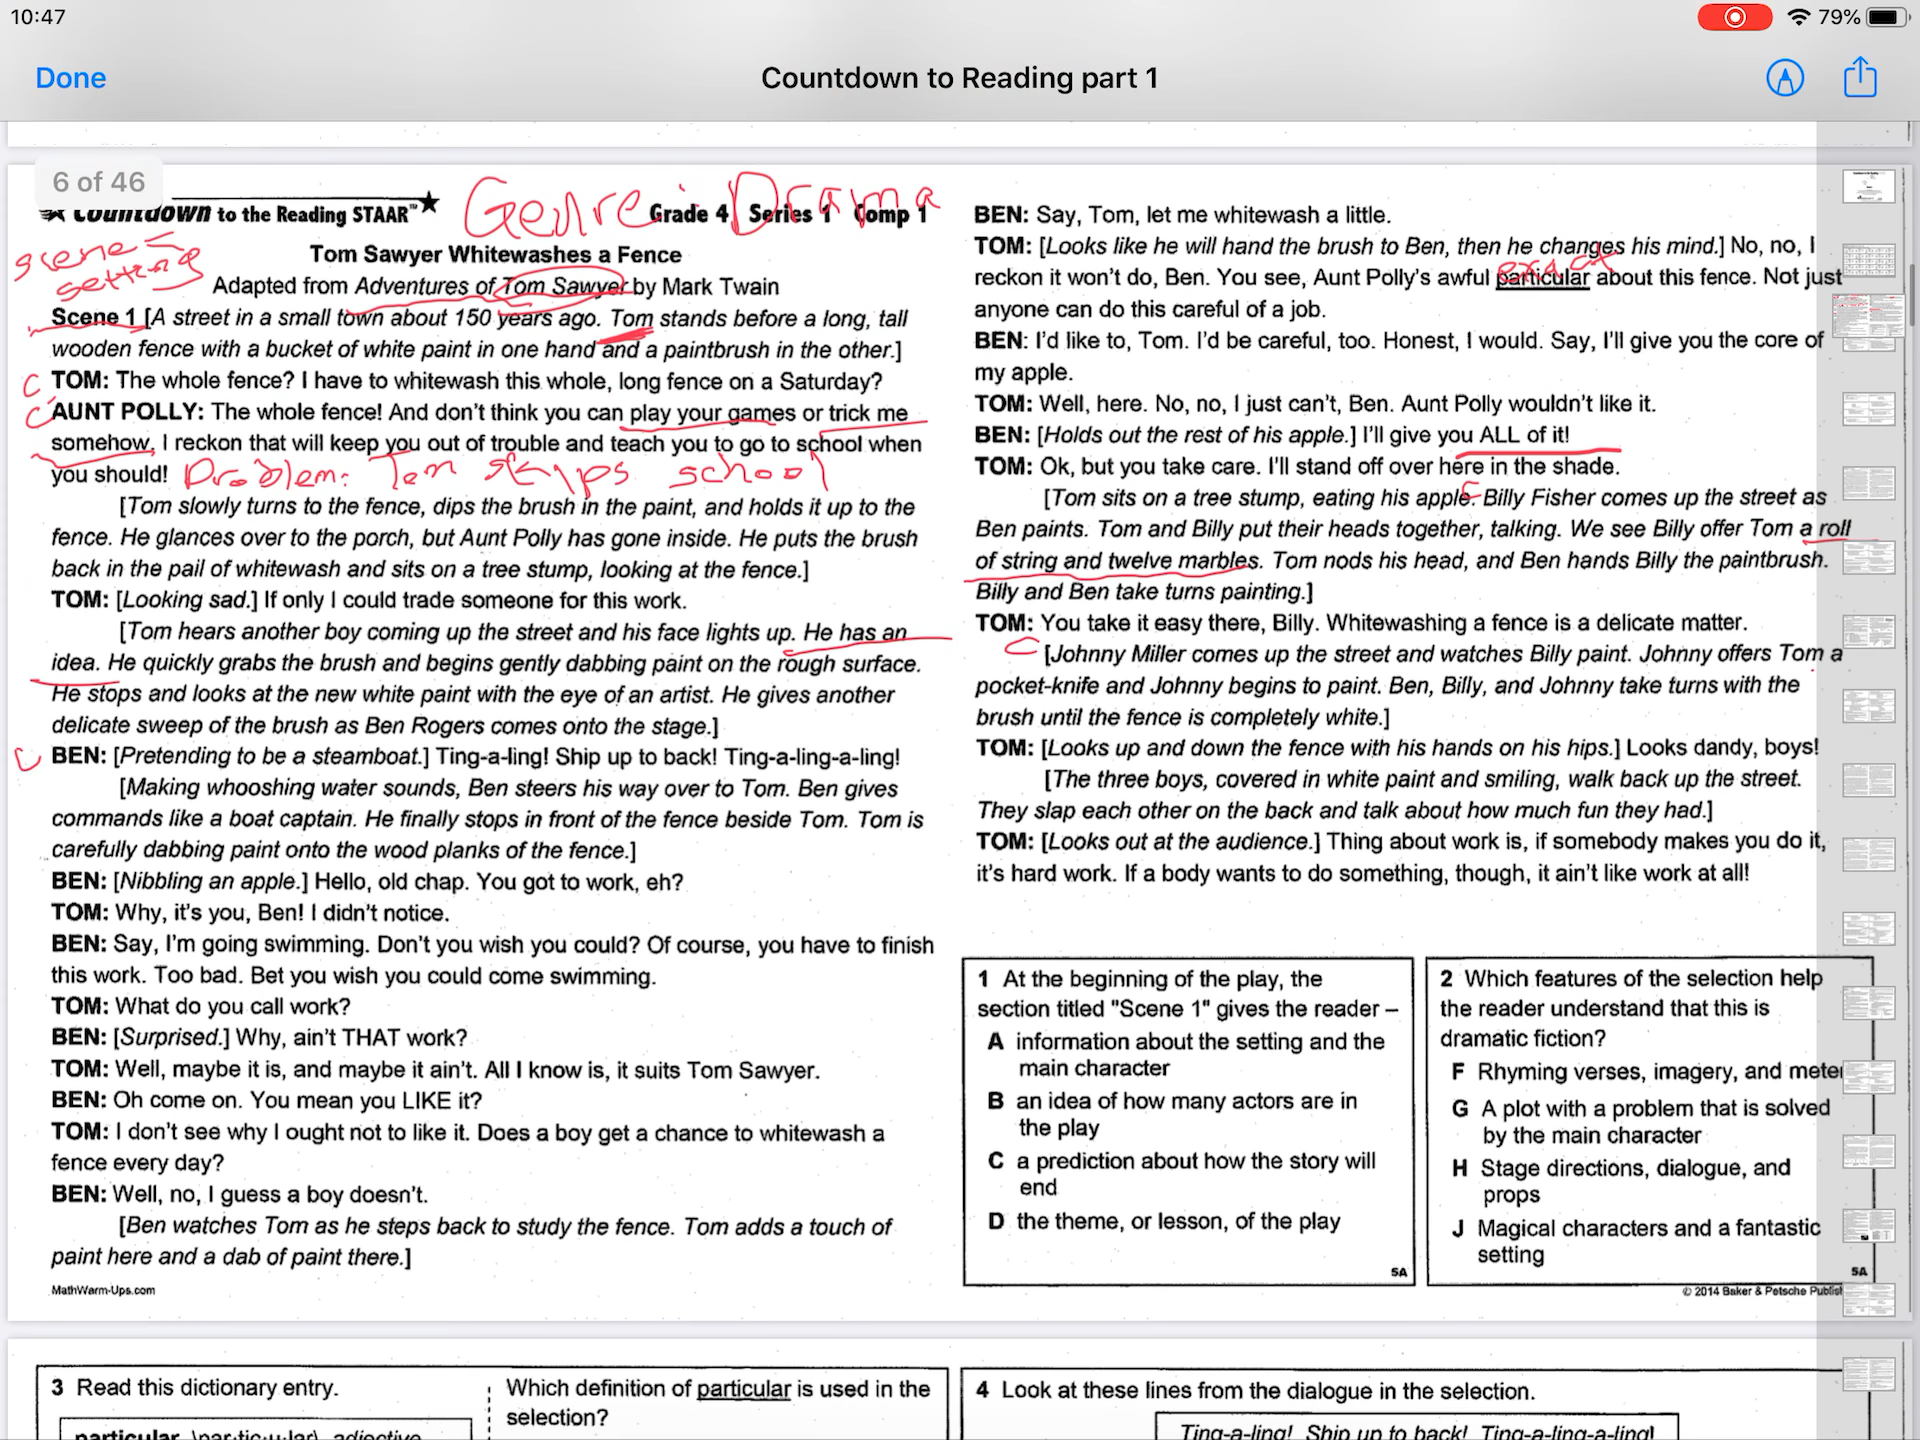 10:47
79%
Done
Countdown to Reading part 1
6 of 46
Countdown to the Reading STAAR™
Genre: Drama
Grade 4 Series 1 Comp 1
scene =
setting
Tom Sawyer Whitewashes a Fence
Adapted from Adventures of Tom Sawyer by Mark Twain
Scene 1 [A street in a small town about 150 years ago. Tom stands before a long, tall
wooden fence with a bucket of white paint in one hand and a paintbrush in the other.]
C TOM: The whole fence? I have to whitewash this whole, long fence on a Saturday?
C AUNT POLLY: The whole fence! And don't think you can play your games or trick me
somehow. I reckon that will keep you out of trouble and teach you to go to school when
you should! Problem: Tom skips school
[Tom slowly turns to the fence, dips the brush in the paint, and holds it up to the
fence. He glances over to the porch, but Aunt Polly has gone inside. He puts the brush
back in the pail of whitewash and sits on a tree stump, looking at the fence.]
TOM: [Looking sad.] If only I could trade someone for this work.
[Tom hears another boy coming up the street and his face lights up. He has an
idea. He quickly grabs the brush and begins gently dabbing paint on the rough surface.
He stops and looks at the new white paint with the eye of an artist. He gives another
delicate sweep of the brush as Ben Rogers comes onto the stage.]
C BEN: [Pretending to be a steamboat.] Ting-a-ling! Ship up to back! Ting-a-ling-a-ling!
[Making whooshing water sounds, Ben steers his way over to Tom. Ben gives
commands like a boat captain. He finally stops in front of the fence beside Tom. Tom is
carefully dabbing paint onto the wood planks of the fence.]
BEN: [Nibbling an apple.] Hello, old chap. You got to work, eh?
TOM: Why, it's you, Ben! I didn't notice.
BEN: Say, I'm going swimming. Don't you wish you could? Of course, you have to finish
this work. Too bad. Bet you wish you could come swimming.
TOM: What do you call work?
BEN: [Surprised.] Why, ain't THAT work?
TOM: Well, maybe it is, and maybe it ain't. All I know is, it suits Tom Sawyer.
BEN: Oh come on. You mean you LIKE it?
TOM: I don't see why I ought not to like it. Does a boy get a chance to whitewash a
fence every day?
BEN: Well, no, I guess a boy doesn't.
[Ben watches Tom as he steps back to study the fence. Tom adds a touch of
paint here and a dab of paint there.]
MathWarm-Ups.com
BEN: Say, Tom, let me whitewash a little.
TOM: [Looks like he will hand the brush to Ben, then he changes his mind.] No, no, I
exact
reckon it won't do, Ben. You see, Aunt Polly's awful particular about this fence. Not just
anyone can do this careful of a job.
BEN: I'd like to, Tom. I'd be careful, too. Honest, I would. Say, I'll give you the core of
my apple.
TOM: Well, here. No, no, I just can't, Ben. Aunt Polly wouldn't like it.
BEN: [Holds out the rest of his apple.] I'll give you ALL of it!
TOM: Ok, but you take care. I'll stand off over here in the shade.
[Tom sits on a tree stump, eating his apple. C Billy Fisher comes up the street as
Ben paints. Tom and Billy put their heads together, talking. We see Billy offer Tom a roll
of string and twelve marbles. Tom nods his head, and Ben hands Billy the paintbrush.
Billy and Ben take turns painting.]
TOM: You take it easy there, Billy. Whitewashing a fence is a delicate matter.
C [Johnny Miller comes up the street and watches Billy paint. Johnny offers Tom a
pocket-knife and Johnny begins to paint. Ben, Billy, and Johnny take turns with the
brush until the fence is completely white.]
TOM: [Looks up and down the fence with his hands on his hips.] Looks dandy, boys!
[The three boys, covered in white paint and smiling, walk back up the street.
They slap each other on the back and talk about how much fun they had.]
TOM: [Looks out at the audience.] Thing about work is, if somebody makes you do it,
it's hard work. If a body wants to do something, though, it ain't like work at all!
1 At the beginning of the play, the
section titled "Scene 1" gives the reader –
A information about the setting and the
main character
B an idea of how many actors are in
the play
C a prediction about how the story will
end
D the theme, or lesson, of the play
5A
2 Which features of the selection help
the reader understand that this is
dramatic fiction?
F Rhyming verses, imagery, and meter
G A plot with a problem that is solved
by the main character
H Stage directions, dialogue, and
props
J Magical characters and a fantastic
setting
5A
© 2014 Baker & Petsche Publis
3 Read this dictionary entry.
particular \par·tic·u·lar\ adjective
Which definition of particular is used in the
selection?
4 Look at these lines from the dialogue in the selection.
Ting-a-ling! Ship up to back! Ting-a-ling-a-ling!